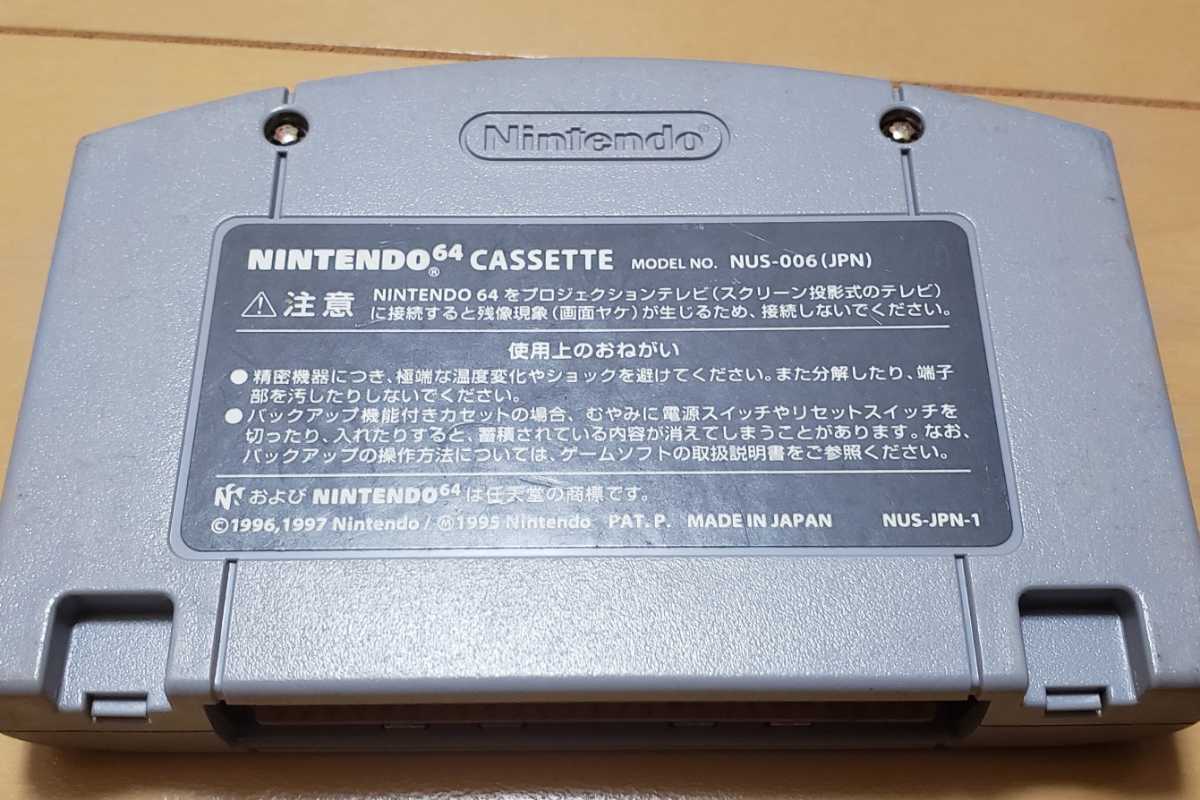 Nintendo®
NINTENDO64® CASSETTE MODEL NO. NUS-006(JPN)
⚠注意 NINTENDO 64をプロジェクションテレビ(スクリーン投影式のテレビ)
に接続すると残像現象(画面ヤケ)が生じるため、接続しないでください。
使用上のおねがい
●精密機器につき、極端な温度変化やショックを避けてください。また分解したり、端子
部を汚したりしないでください。
●バックアップ機能付きカセットの場合、むやみに電源スイッチやリセットスイッチを
切ったり、入れたりすると、蓄積されている内容が消えてしまうことがあります。なお、
バックアップの操作方法については、ゲームソフトの取扱説明書をご参照ください。
および NINTENDO64は任天堂の商標です。
©1996,1997 Nintendo/Ⓜ1995 Nintendo PAT.P. MADE IN JAPAN NUS-JPN-1